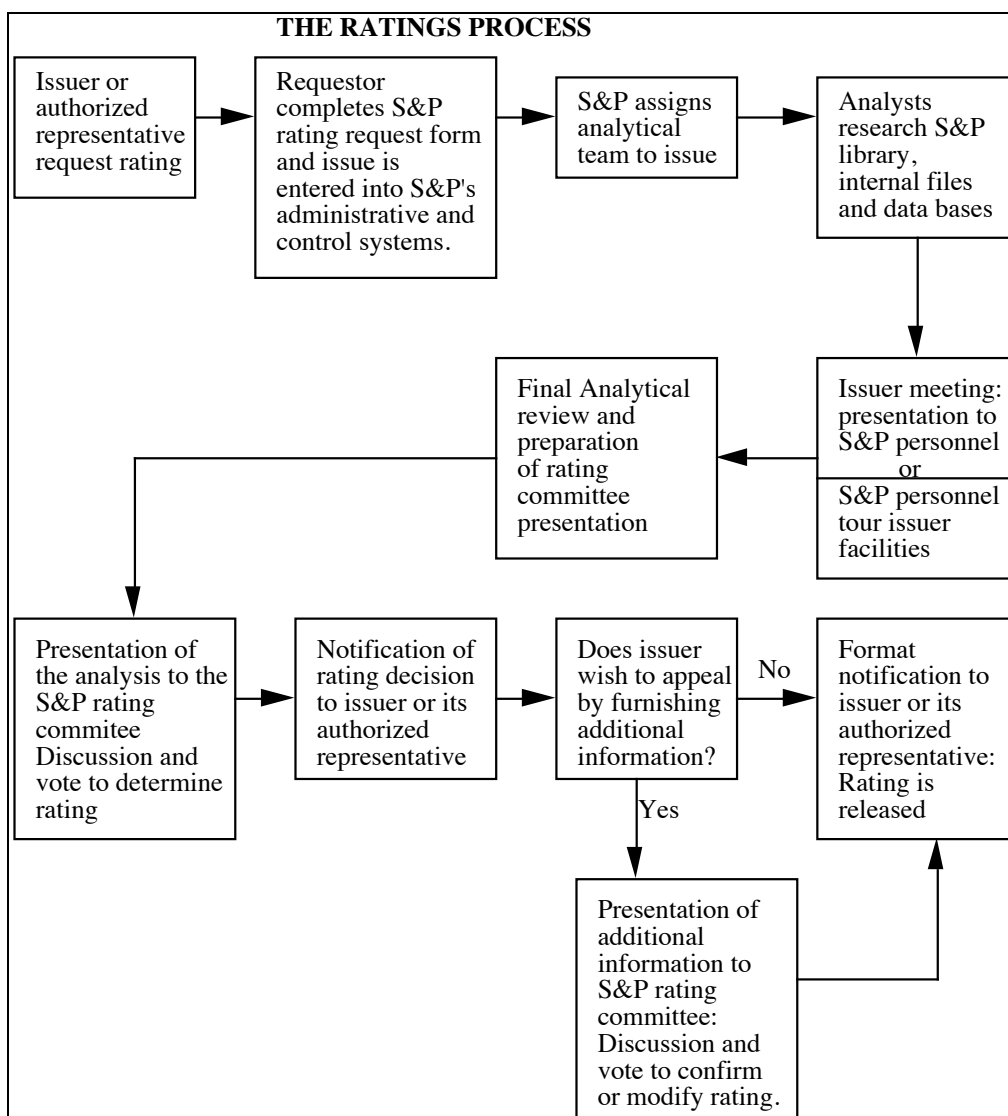 THE RATINGS PROCESS
Issuer or
authorized
representative
request rating
Requestor
completes S&P
rating request form
and issue is
entered into S&P's
administrative and
control systems.
S&P assigns
analytical
team to issue
Analysts
research S&P
library,
internal files
and data bases
Issuer meeting:
presentation to
S&P personnel
or
S&P personnel
tour issuer
facilities
Final Analytical
review and
preparation
of rating
committee
presentation
Presentation of
the analysis to the
S&P rating
commitee
Discussion and
vote to determine
rating
Notification of
rating decision
to issuer or its
authorized
representative
Does issuer
wish to appeal
by furnishing
additional
information?
No
Format
notification to
issuer or its
authorized
representative:
Rating is
released
Yes
Presentation of
additional
information to
S&P rating
committee:
Discussion and
vote to confirm
or modify rating.